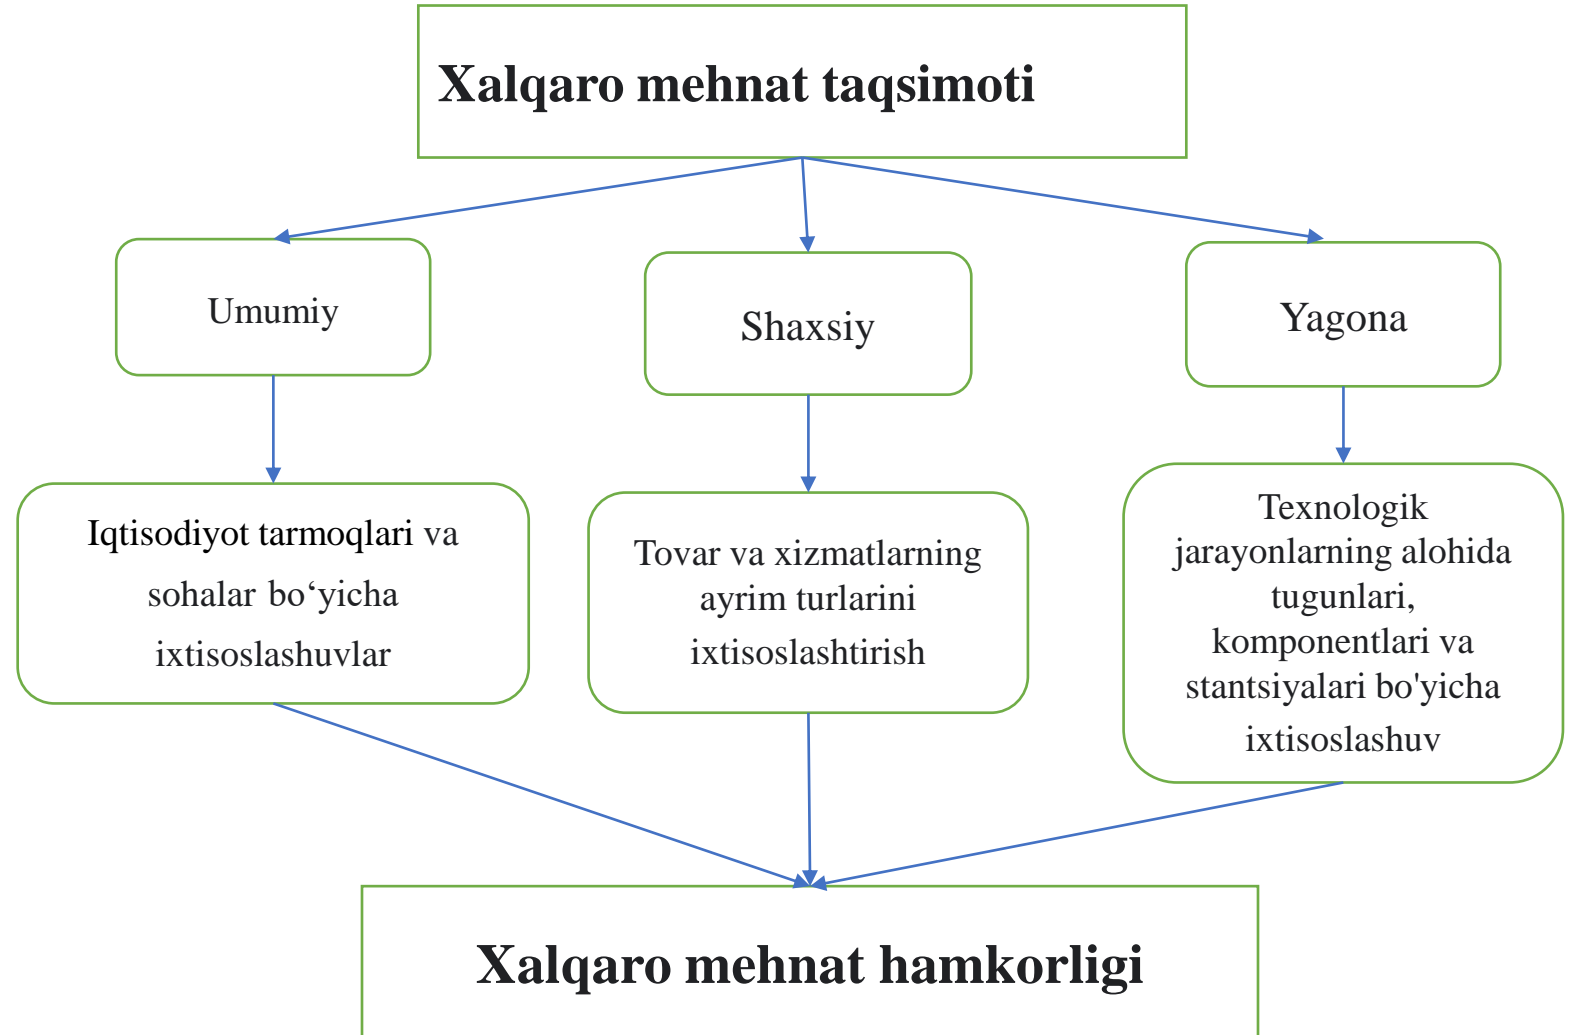 Xalqaro mehnat taqsimoti
Umumiy
Shaxsiy
Yagona
Iqtisodiyot tarmoqlari va
sohalar bo‘yicha
ixtisoslashuvlar
Tovar va xizmatlarning
ayrim turlarini
ixtisoslashtirish
Texnologik
jarayonlarning alohida
tugunlari,
komponentlari va
stantsiyalari bo'yicha
ixtisoslashuv
Xalqaro mehnat hamkorligi